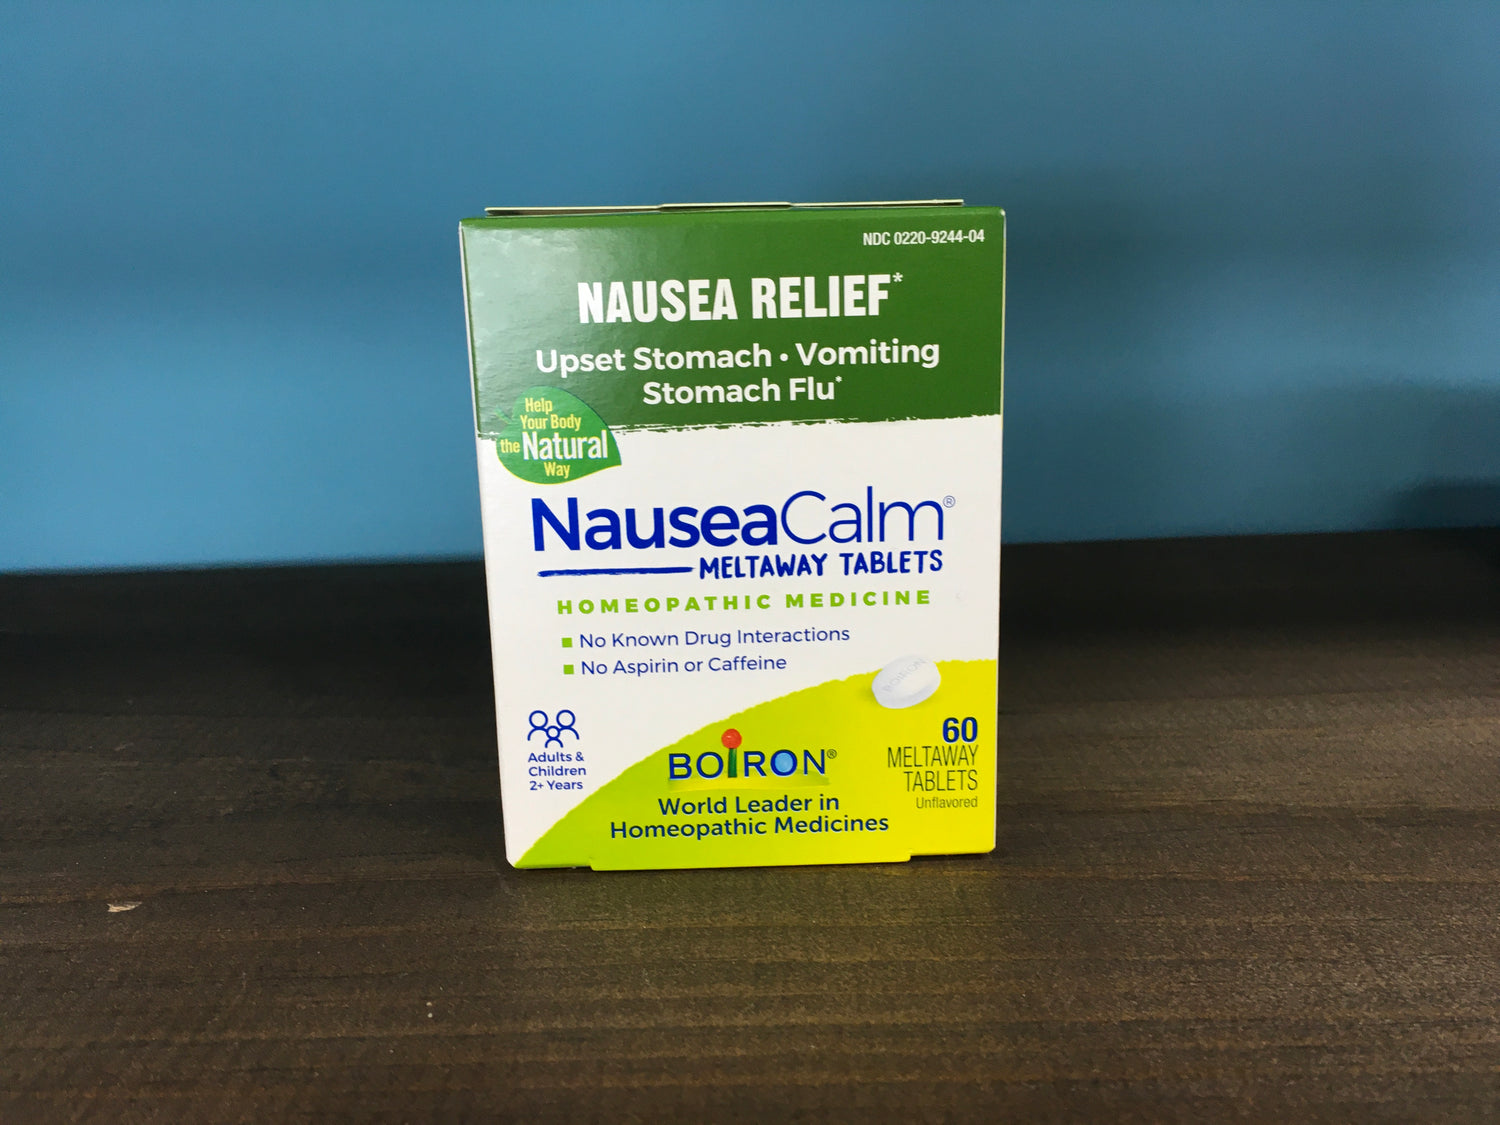 NDC 0220-9244-04
NAUSEA RELIEF*
Upset Stomach • Vomiting
Stomach Flu*
Help
Your Body
the Natural
Way
NauseaCalm®
MELTAWAY TABLETS
HOMEOPATHIC MEDICINE
No Known Drug Interactions
No Aspirin or Caffeine
BOIRON
Adults &
Children
2+ Years
BOIRON®
World Leader in
Homeopathic Medicines
60
MELTAWAY
TABLETS
Unflavored